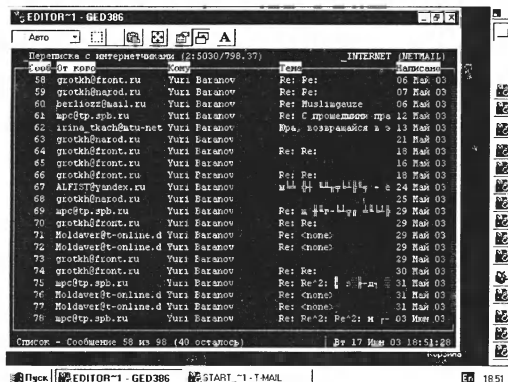 EDITOR~1 - GED386
Авто
Переписка с интернетчиками (2:5030/798.37) _INTERNET (NETMAIL)
Сооб От кого Кому Тема Написано
58 grotkh@front.ru Yuri Baranov Re: Re: 06 Май 03
59 grotkh@narod.ru Yuri Baranov Re: Re: 07 Май 03
60 berliozz@mail.ru Yuri Baranov Re: Muslimgauze 08 Май 03
61 mpc@tp.spb.ru Yuri Baranov Re: С прошедшими пра 12 Май 03
62 irina_tkach@mtu-net Yuri Baranov Юра, возвращайся в э 13 Май 03
63 grotkh@narod.ru Yuri Baranov 21 Май 03
64 grotkh@front.ru Yuri Baranov Re: Re: 18 Май 03
65 grotkh@front.ru Yuri Baranov 16 Май 03
66 grotkh@front.ru Yuri Baranov Re: Re: 18 Май 03
67 ALFIST@yandex.ru Yuri Baranov 24 Май 03
68 grotkh@narod.ru Yuri Baranov 25 Май 03
69 mpc@tp.spb.ru Yuri Baranov Re: 29 Май 03
70 grotkh@front.ru Yuri Baranov Re: Re: 29 Май 03
71 Moldaver@t-online.d Yuri Baranov Re: <none> 29 Май 03
72 Moldaver@t-online.d Yuri Baranov Re: <none> 29 Май 03
73 grotkh@front.ru Yuri Baranov 29 Май 03
74 grotkh@front.ru Yuri Baranov Re: Re: 30 Май 03
75 mpc@tp.spb.ru Yuri Baranov Re: Re^2: 31 Май 03
76 Moldaver@t-online.d Yuri Baranov Re: <none> 31 Май 03
77 Moldaver@t-online.d Yuri Baranov Re: <none> 31 Май 03
78 mpc@tp.spb.ru Yuri Baranov Re: Re^2: Re^2: 03 Июн 03
Список - Сообщение 58 из 98 (40 осталось) Вт 17 Июн 03 18:51:28
Корзина
Пуск EDITOR~1 - GED386 START_~1 - T-MAIL En 18:51